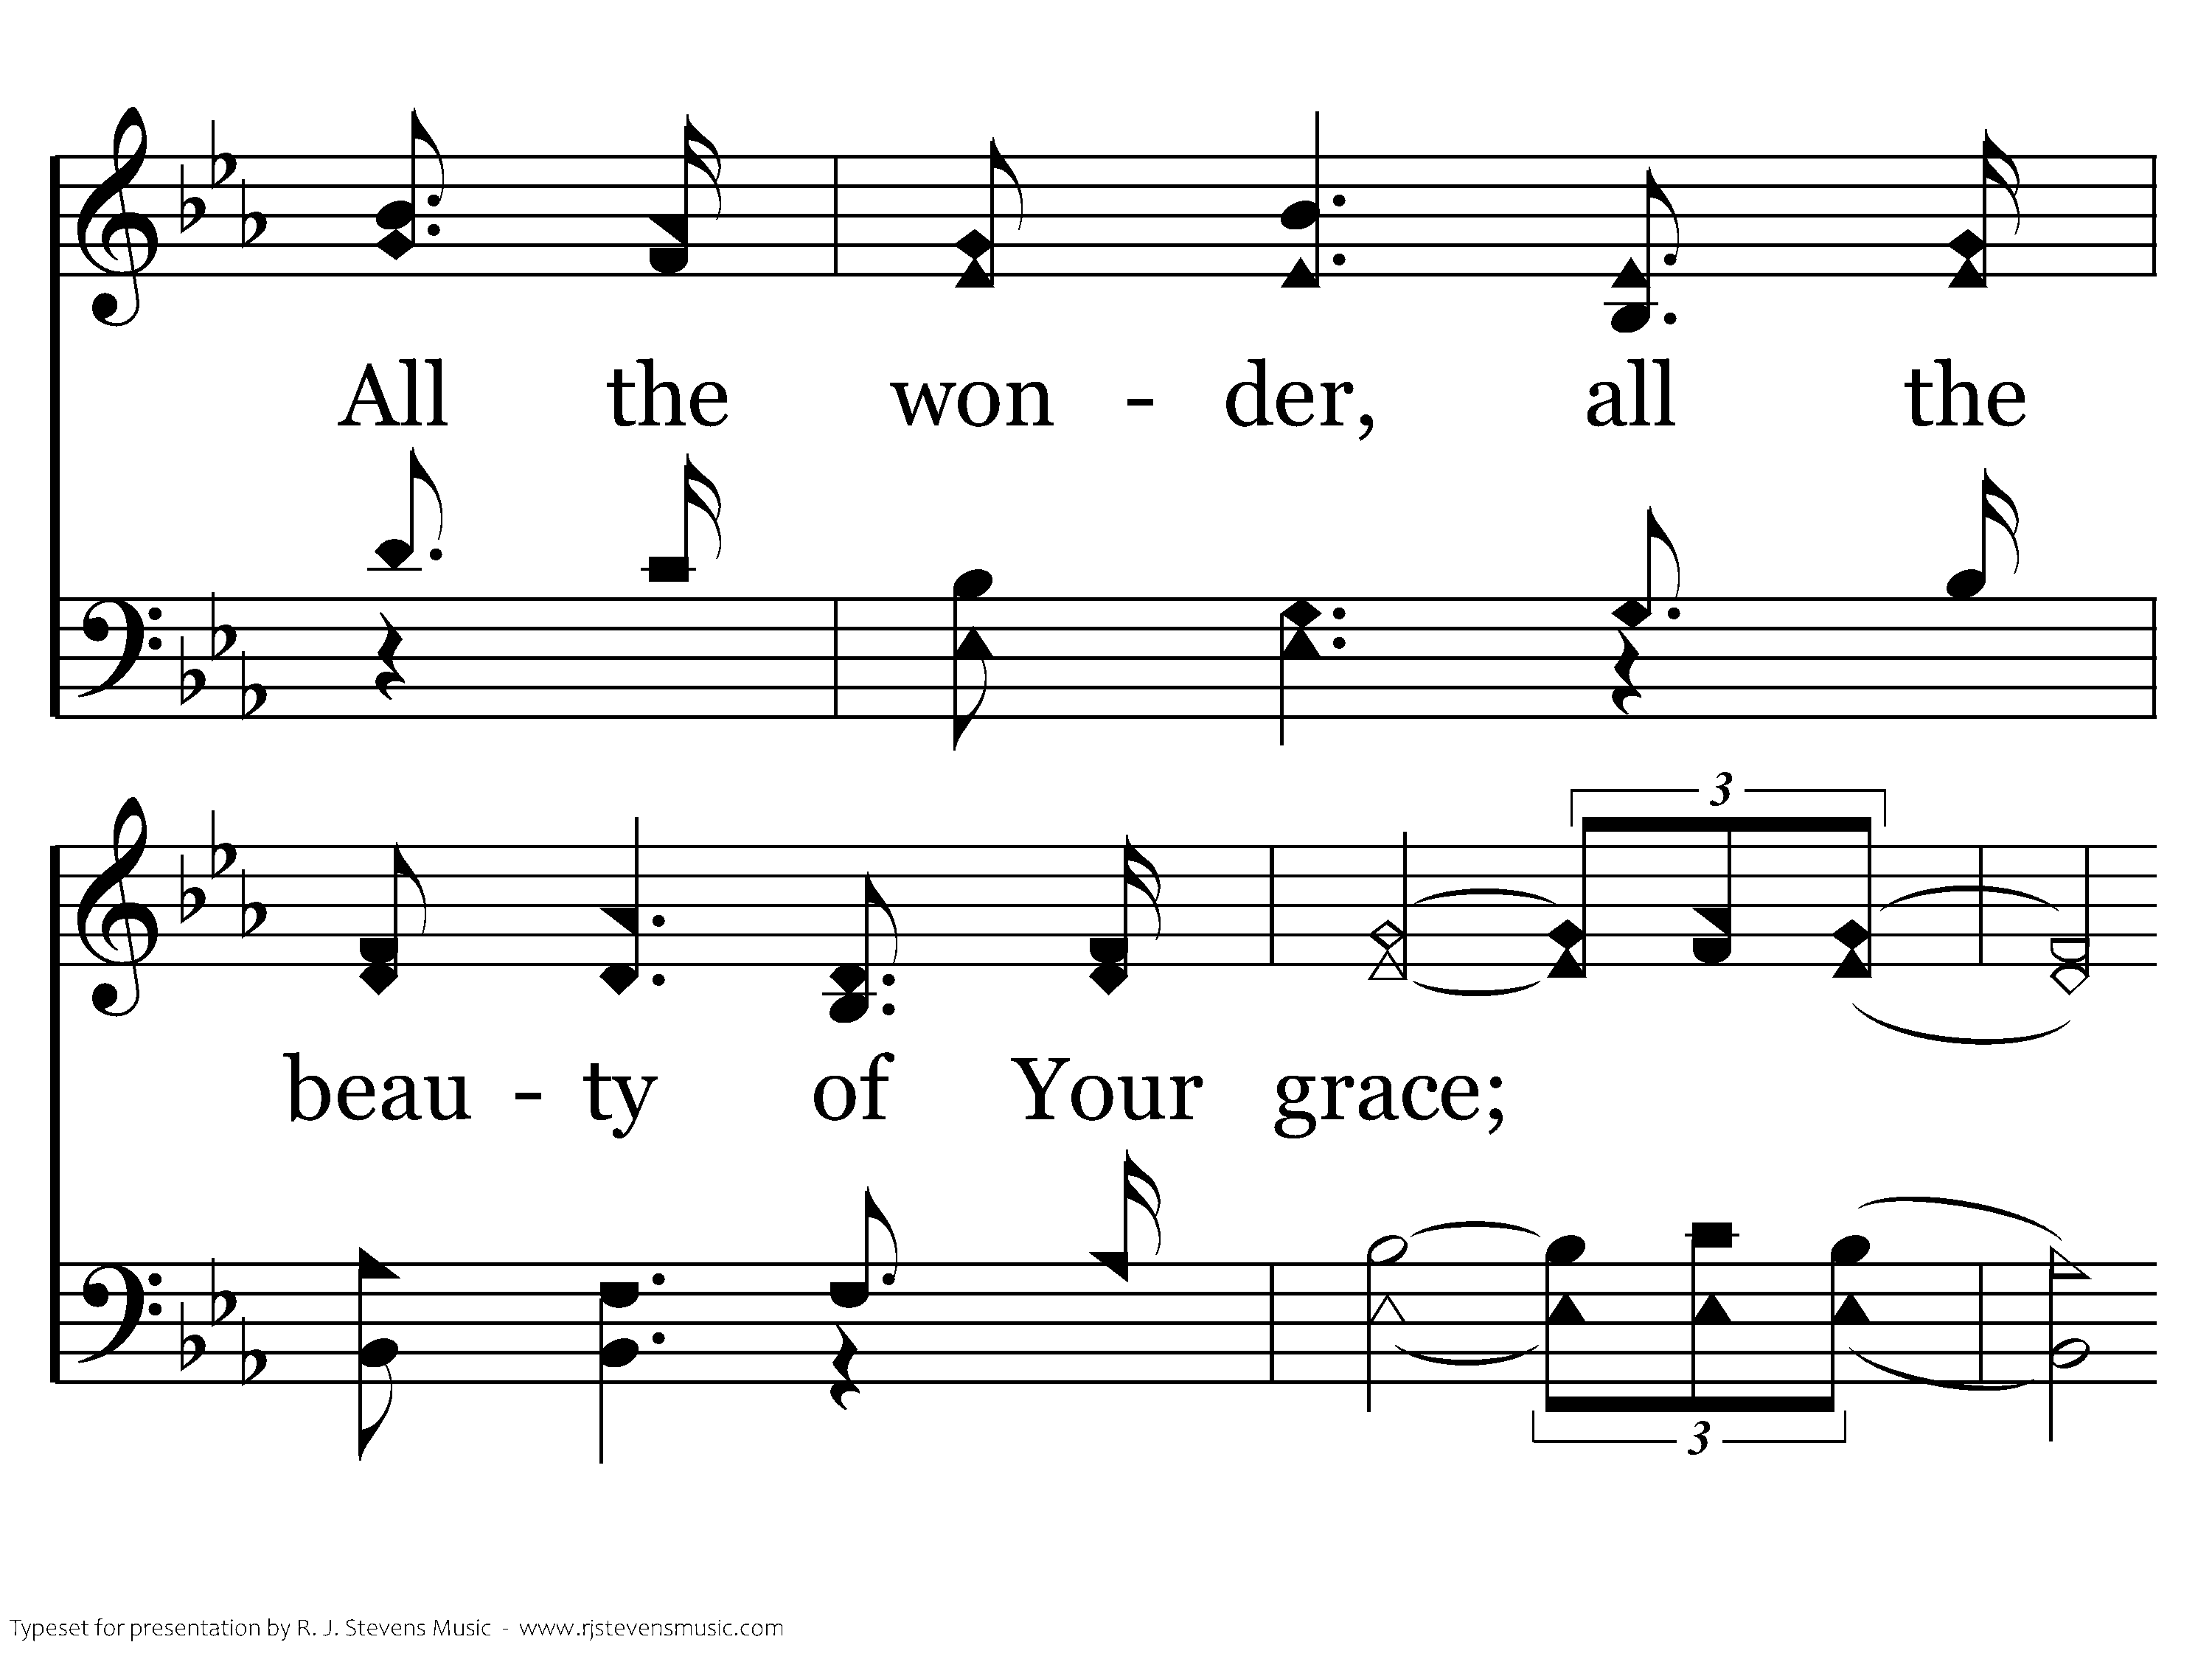 All the won - der, all the
3
beau - ty of Your grace;
3
Typeset for presentation by R. J. Stevens Music - www.rjstevensmusic.com